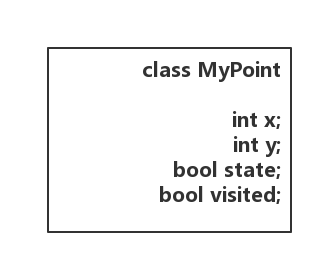 class MyPoint
int x;
int y;
bool state;
bool visited;